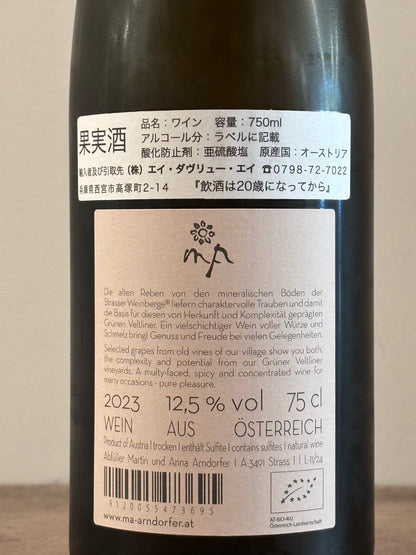 果実酒
品名：ワイン　容量：750ml
アルコール分：ラベルに記載
酸化防止剤：亜硫酸塩　原産国：オーストリア
輸入者及び引取先 (株) エイ・ダヴリュー・エイ ☎0798-72-7022
兵庫県西宮市高塚町2-14　『飲酒は20歳になってから』
Die alten Reben von den mineralischen Böden der
Strasser Weinberge® liefern charaktervolle Trauben und damit
die Basis für diesen von Herkunft und Komplexität geprägten
Grünen Veltliner. Ein vielschichtiger Wein voller Würze und
Schmelz bringt Genuss und Freude bei vielen Gelegenheiten.
Selected grapes from old vines of our village show you both,
the complexity and potential from our Grüner Veltliner
vineyards. A multy-faced, spicy and concentrated wine for
many occasions - pure pleasure.
2023 12,5 % vol 75 cl
WEIN AUS ÖSTERREICH
Product of Austria | trocken | enthält Sulfite | contains sulfites | natural wine
Abfüller Martin und Anna Arndorfer | A-3491 Strass | L-11/24
9120055473695
www.ma-arndorfer.at
AT-BIO-402
Österreich-Landwirtschaft